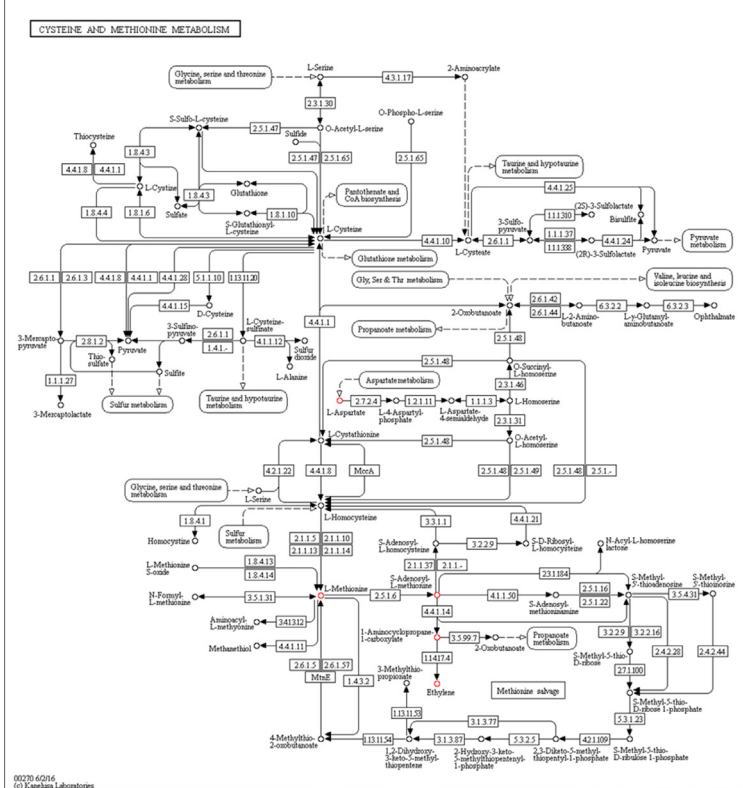 CYSTEINE AND METHIONINE METABOLISM
L-Serine
2-Aminoacrylate
Glycine, serine and threonine
metabolism
4.3.1.17
2.3.1.30
O-Phospho-L-serine
S-Sulfo-L-cysteine
2.5.1.47
O-Acetyl-L-serine
Sulfide
Thiocysteine
1.8.4.3
2.5.1.47
2.5.1.65
2.5.1.65
4.4.1.8
4.4.1.1
Taurine and hypotaurine
metabolism
L-Cystine
Sulfate
1.8.4.3
Glutathione
Pantothenate and
CoA biosynthesis
4.4.1.25
1.8.4.4
1.8.1.6
S-Glutathionyl-
L-cysteine
1.8.1.10
(2S)-3-Sulfolactate
Bisulfite
3-Sulfo-
pyruvate
1.1.1.310
L-Cysteine
4.4.1.10
L-Cysteate
2.6.1.1
1.1.1.37
1.1.1.338
(2R)-3-Sulfolactate
4.4.1.24
Pyruvate
Pyruvate
metabolism
Glutathione metabolism
2.6.1.1
2.6.1.3
4.4.1.8
4.4.1.1
4.4.1.28
5.1.1.10
1.13.11.20
Gly, Ser & Thr metabolism
Valine, leucine and
isoleucine biosynthesis
4.4.1.15
D-Cysteine
2-Oxobutanoate
2.6.1.42
2.6.1.44
L-2-Amino-
butanoate
6.3.2.2
L-γ-Glutamyl-
aminobutanoate
6.3.2.3
Ophthalmate
4.4.1.1
Propanoate metabolism
3-Mercapto-
pyruvate
2.8.1.2
Thio-
sulfate
Pyruvate
3-Sulfino-
pyruvate
2.6.1.1
1.4.1.-
L-Cysteine-
sulfinate
4.1.1.12
Sulfur
dioxide
L-Alanine
2.5.1.48
Sulfite
1.1.1.27
3-Mercaptolactate
Sulfur metabolism
Taurine and hypotaurine
metabolism
2.5.1.48
O-Succinyl-
L-homoserine
Aspartate metabolism
2.3.1.46
L-Aspartate
2.7.2.4
L-4-Aspartyl-
phosphate
1.2.1.11
L-Aspartate-
4-semialdehyde
1.1.1.3
L-Homoserine
2.3.1.31
L-Cystathionine
2.5.1.48
O-Acetyl-
L-homoserine
4.2.1.22
4.4.1.8
MccA
2.5.1.48
2.5.1.49
2.5.1.48
2.5.1.-
Glycine, serine and threonine
metabolism
L-Serine
L-Homocysteine
1.8.4.1
Homocystine
Sulfur
metabolism
2.1.1.5
2.1.1.10
2.1.1.13
2.1.1.14
3.3.1.1
4.4.1.21
S-Adenosyl-
L-homocysteine
3.2.2.9
S-D-Ribosyl-
L-homocysteine
N-Acyl-L-homoserine
lactone
L-Methionine
S-oxide
1.8.4.13
1.8.4.14
2.1.1.37
2.1.1.-
2.3.1.184
S-Methyl-
5'-thioadenosine
S-Methyl-
5'-thioinosine
N-Formyl-
L-methionine
3.5.1.31
L-Methionine
2.5.1.6
S-Adenosyl-
L-methionine
4.1.1.50
S-Adenosyl-
methioninamine
2.5.1.16
2.5.1.22
3.5.4.31
Aminoacyl-
L-methyonine
3.4.13.12
4.4.1.14
Methanethiol
4.4.1.11
1-Aminocyclopropane-
1-carboxylate
3.5.99.7
2-Oxobutanoate
Propanoate
metabolism
3.2.2.9
3.2.2.16
2.4.2.28
2.4.2.44
S-Methyl-5-thio-
D-ribose
2.6.1.5
2.6.1.57
MtnE
1.4.3.2
1.14.17.4
3-Methylthio-
propionate
Ethylene
2.7.1.100
Methionine salvage
S-Methyl-5-thio-
D-ribose 1-phosphate
1.13.11.53
3.1.3.77
5.3.1.23
4-Methylthio-
2-oxobutanoate
1.13.11.54
1,2-Dihydroxy-
3-keto-5-methyl-
thiopentene
3.1.3.87
2-Hydroxy-3-keto-
5-methylthiopentenyl-
1-phosphate
5.3.2.5
2,3-Diketo-5-methyl-
thiopentyl-1-phosphate
4.2.1.109
S-Methyl-5-thio-
D-ribulose 1-phosphate
00270 6/2/16
(c) Kanehisa Laboratories